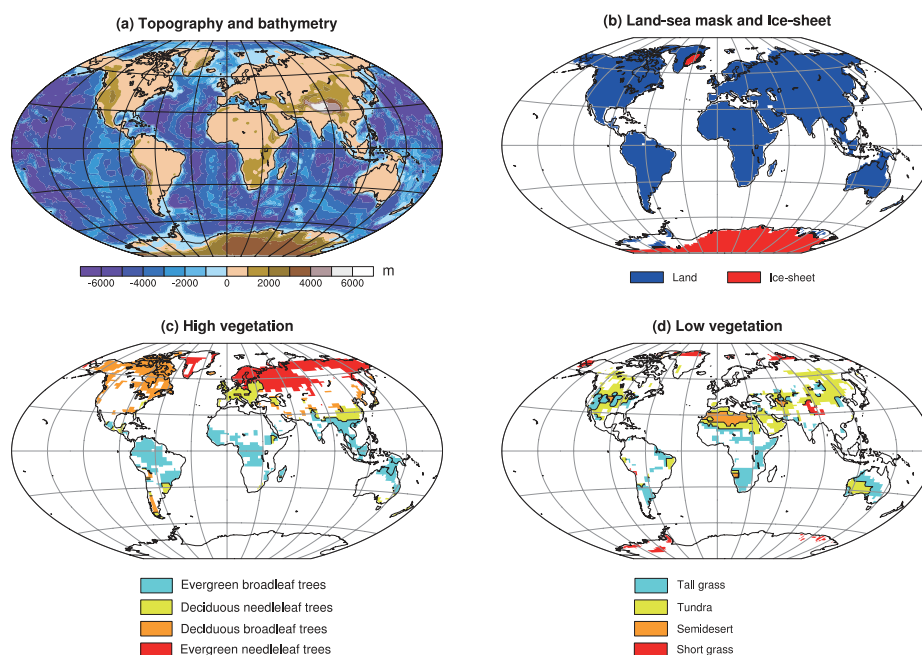 (a) Topography and bathymetry
(b) Land-sea mask and Ice-sheet
-6000 -4000 -2000 0 2000 4000 6000 m
Land Ice-sheet
(c) High vegetation
(d) Low vegetation
Evergreen broadleaf trees
Deciduous needleleaf trees
Deciduous broadleaf trees
Evergreen needleleaf trees
Tall grass
Tundra
Semidesert
Short grass